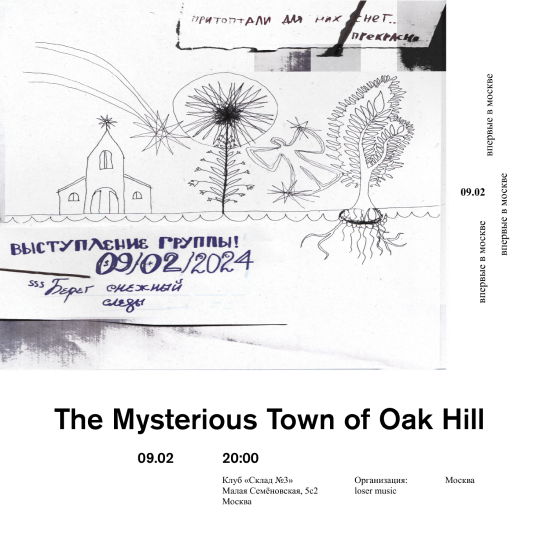 притоптали для них снег..
прекрасно
впервые в москве
09.02
впервые в москве
впервые в москве
ВЫСТУПЛЕНИЕ ГРУППЫ!
09/02/2024
sss Берег снежный
следы
The Mysterious Town of Oak Hill
09.02 20:00
Клуб «Склад №3» Организация: Москва
Малая Семёновская, 5с2 loser music
Москва